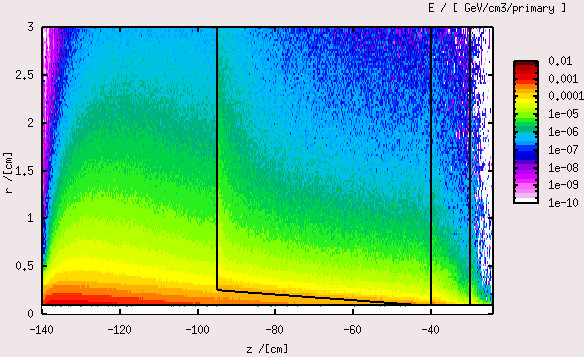 E / [ GeV/cm3/primary ]
3
2.5
2
1.5
1
0.5
0
r /[cm]
-140
-120
-100
-80
-60
-40
z /[cm]
0.01
0.001
0.0001
1e-05
1e-06
1e-07
1e-08
1e-09
1e-10